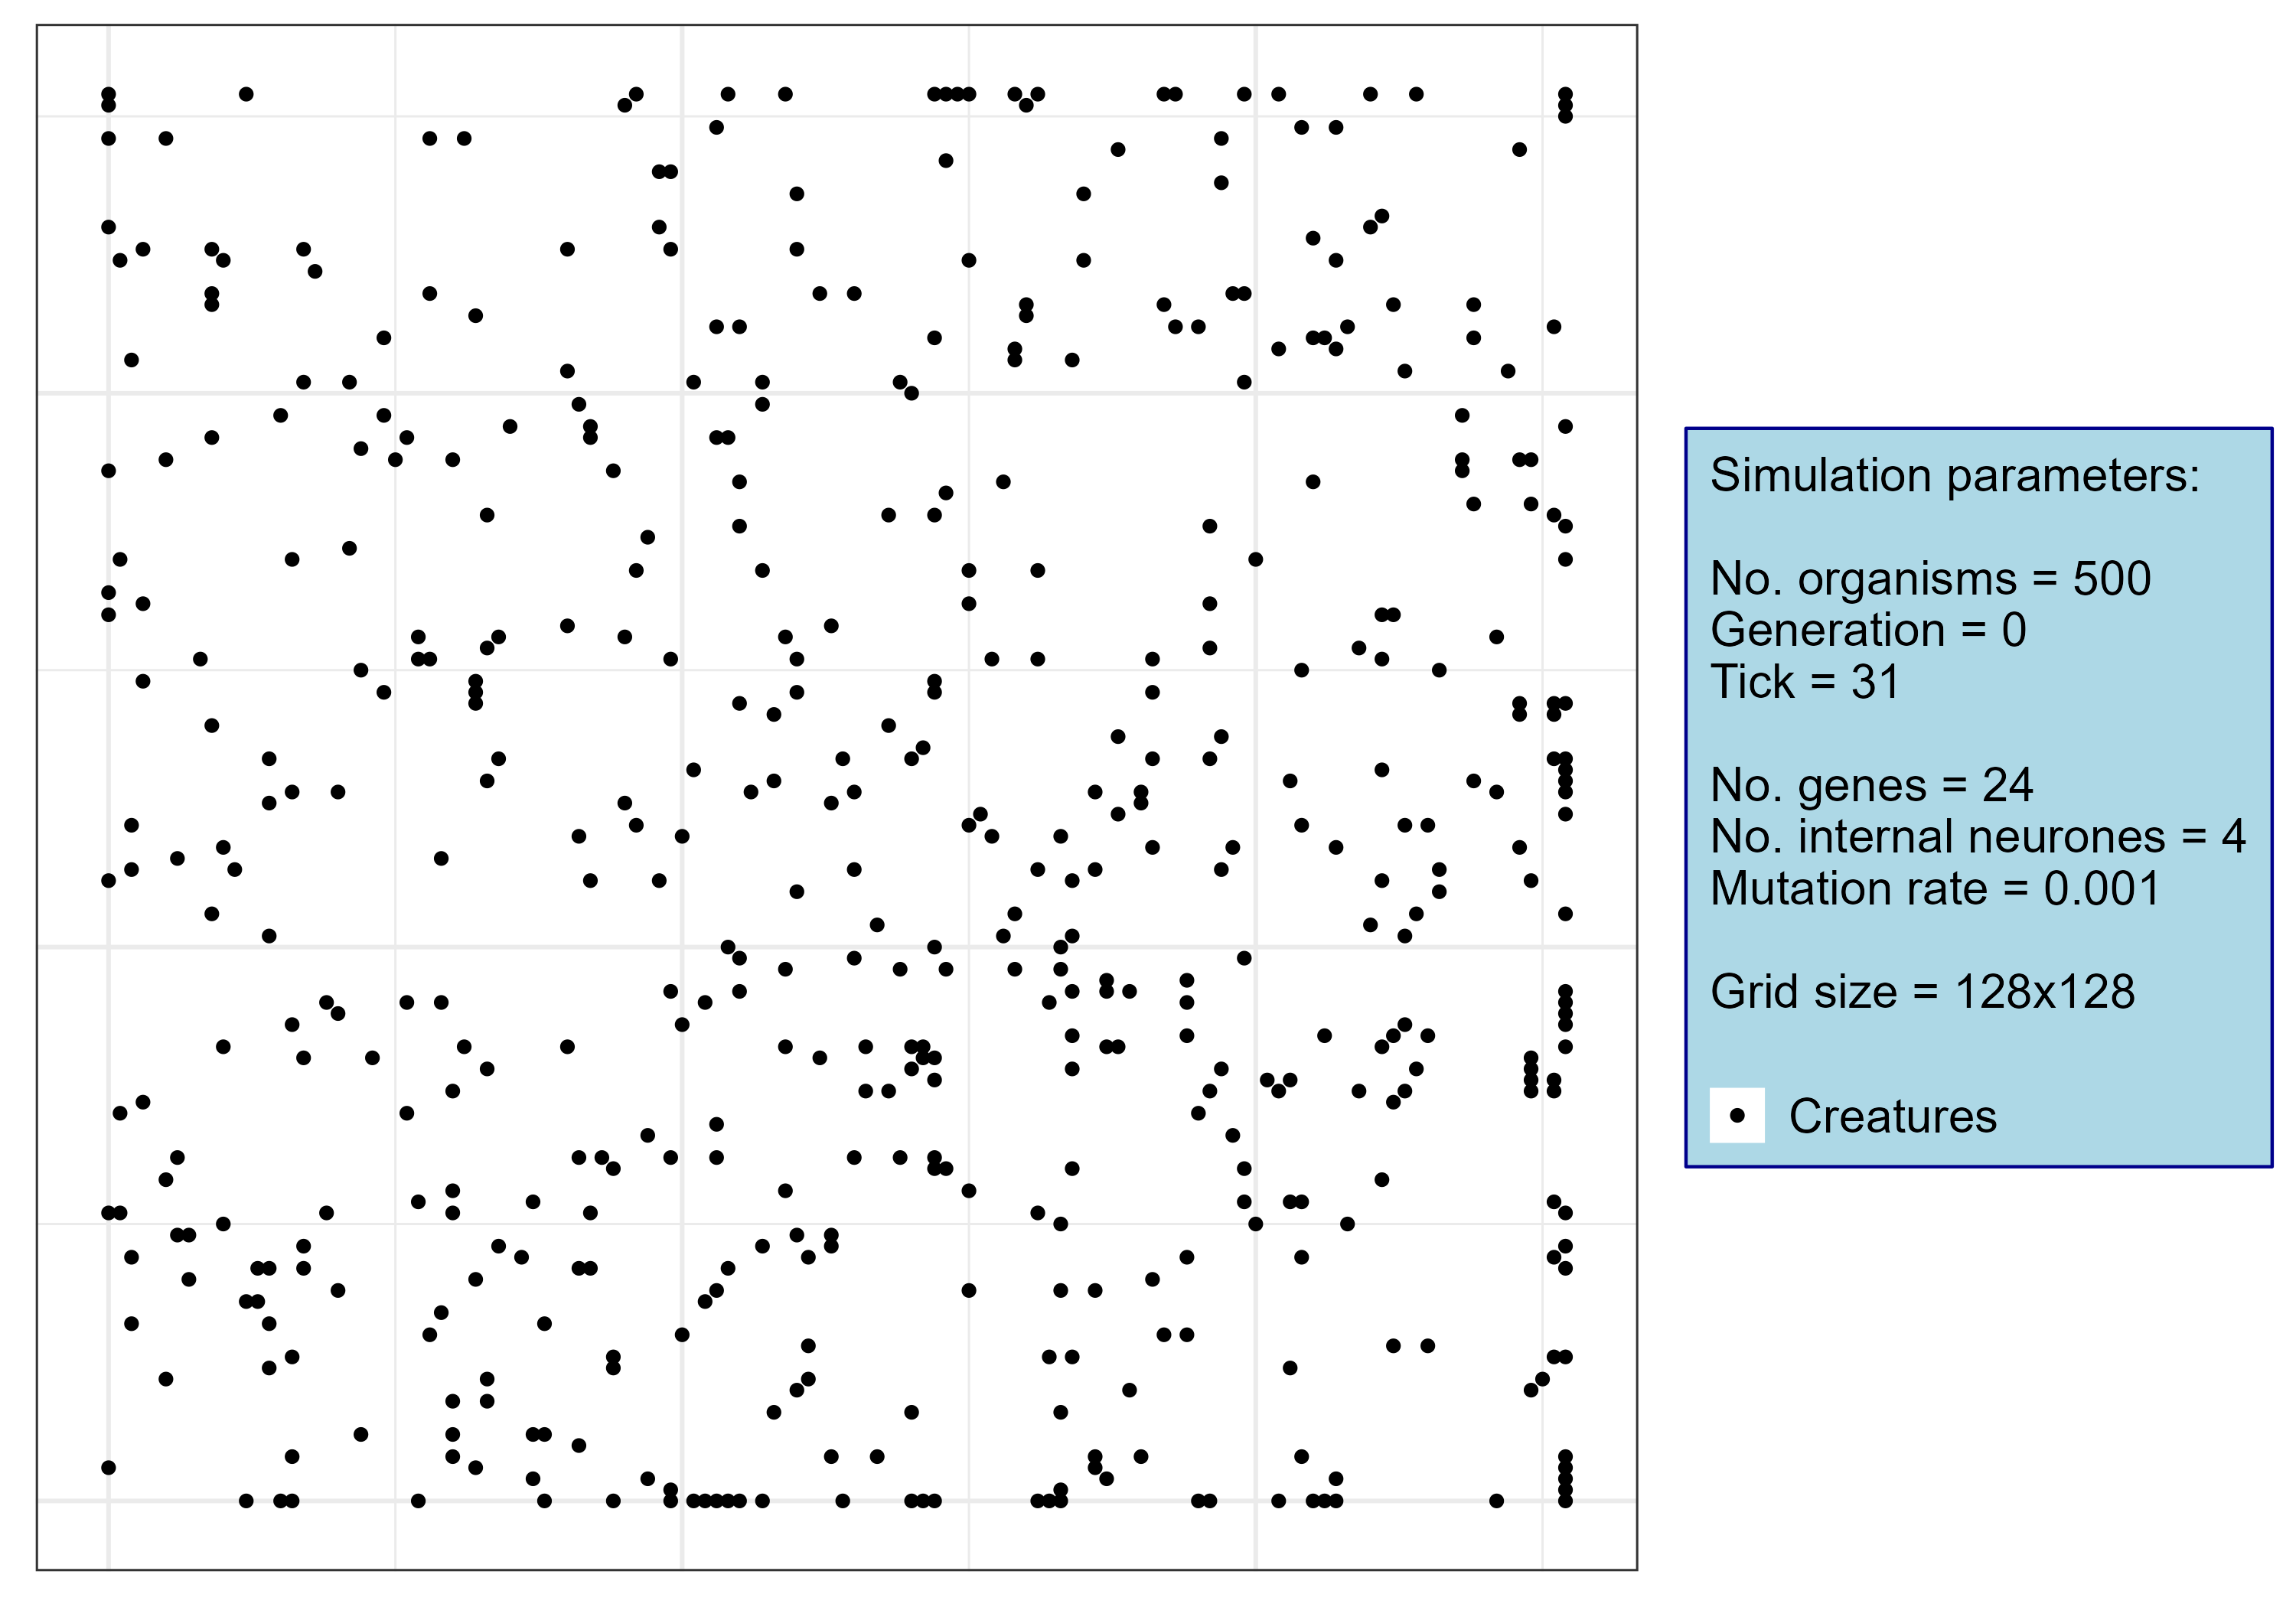 Simulation parameters:
No. organisms = 500
Generation = 0
Tick = 31
No. genes = 24
No. internal neurones = 4
Mutation rate = 0.001
Grid size = 128x128
Creatures